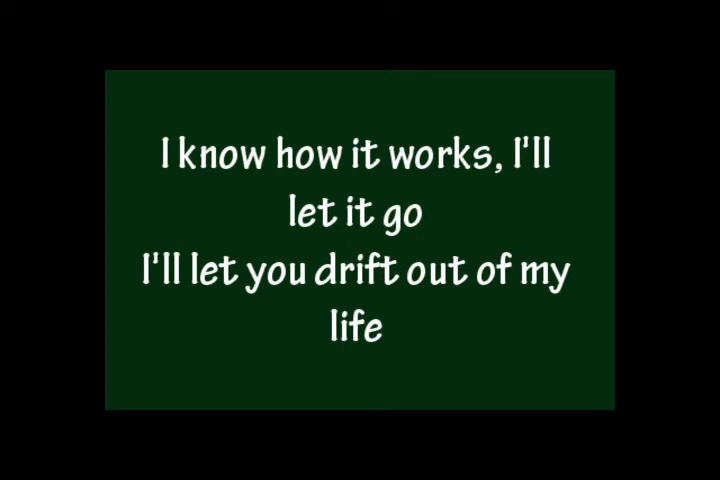 I know how it works, I'll
let it go
I'll let you drift out of my
life